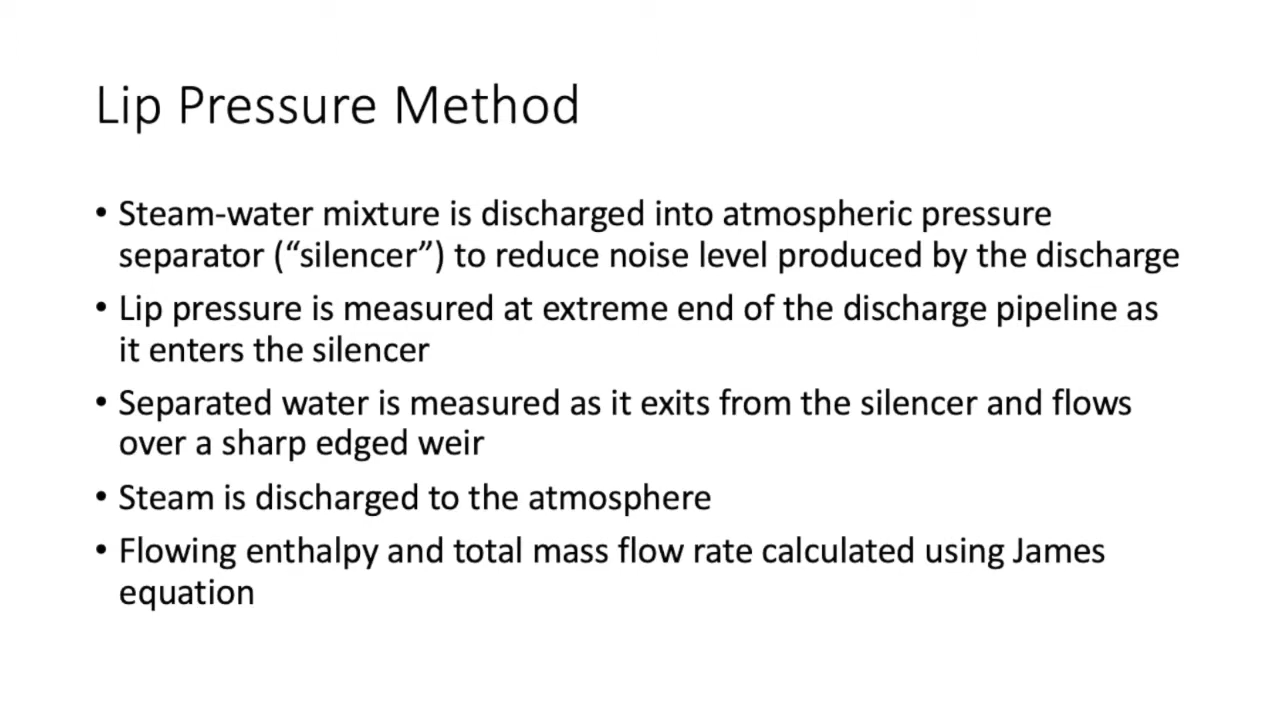 Lip Pressure Method
• Steam-water mixture is discharged into atmospheric pressure
separator (“silencer”) to reduce noise level produced by the discharge
• Lip pressure is measured at extreme end of the discharge pipeline as
it enters the silencer
• Separated water is measured as it exits from the silencer and flows
over a sharp edged weir
• Steam is discharged to the atmosphere
• Flowing enthalpy and total mass flow rate calculated using James
equation